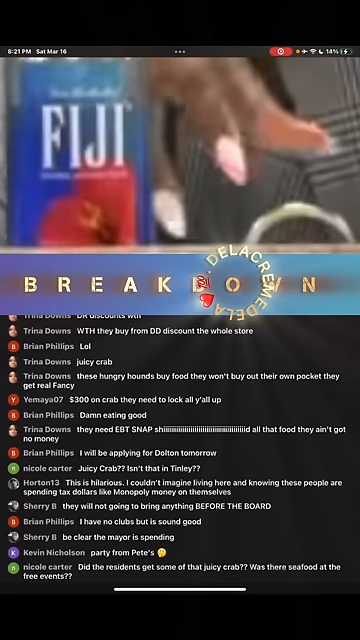 8:21 PM Sat Mar 16
14%
FIJI
DELACREMEDELA
BREAKDOWN
Trina Downs DR discounts wth
Trina Downs WTH they buy from DD discount the whole store
Brian Phillips Lol
Trina Downs juicy crab
Trina Downs these hungry hounds buy food they won't buy out their own pocket they
get real Fancy
Yemaya07 $300 on crab they need to lock all y'all up
Brian Phillips Damn eating good
Trina Downs they need EBT SNAP all that food they ain't got
no money
Brian Phillips I will be applying for Dolton tomorrow
nicole carter Juicy Crab?? Isn't that in Tinley??
Horton13 This is hilarious. I couldn't imagine living here and knowing these people are
spending tax dollars like Monopoly money on themselves
Sherry B they will not going to bring anything BEFORE THE BOARD
Brian Phillips I have no clubs but is sound good
Sherry B be clear the mayor is spending
Kevin Nicholson party from Pete's 🤔
nicole carter Did the residents get some of that juicy crab?? Was there seafood at the
free events??